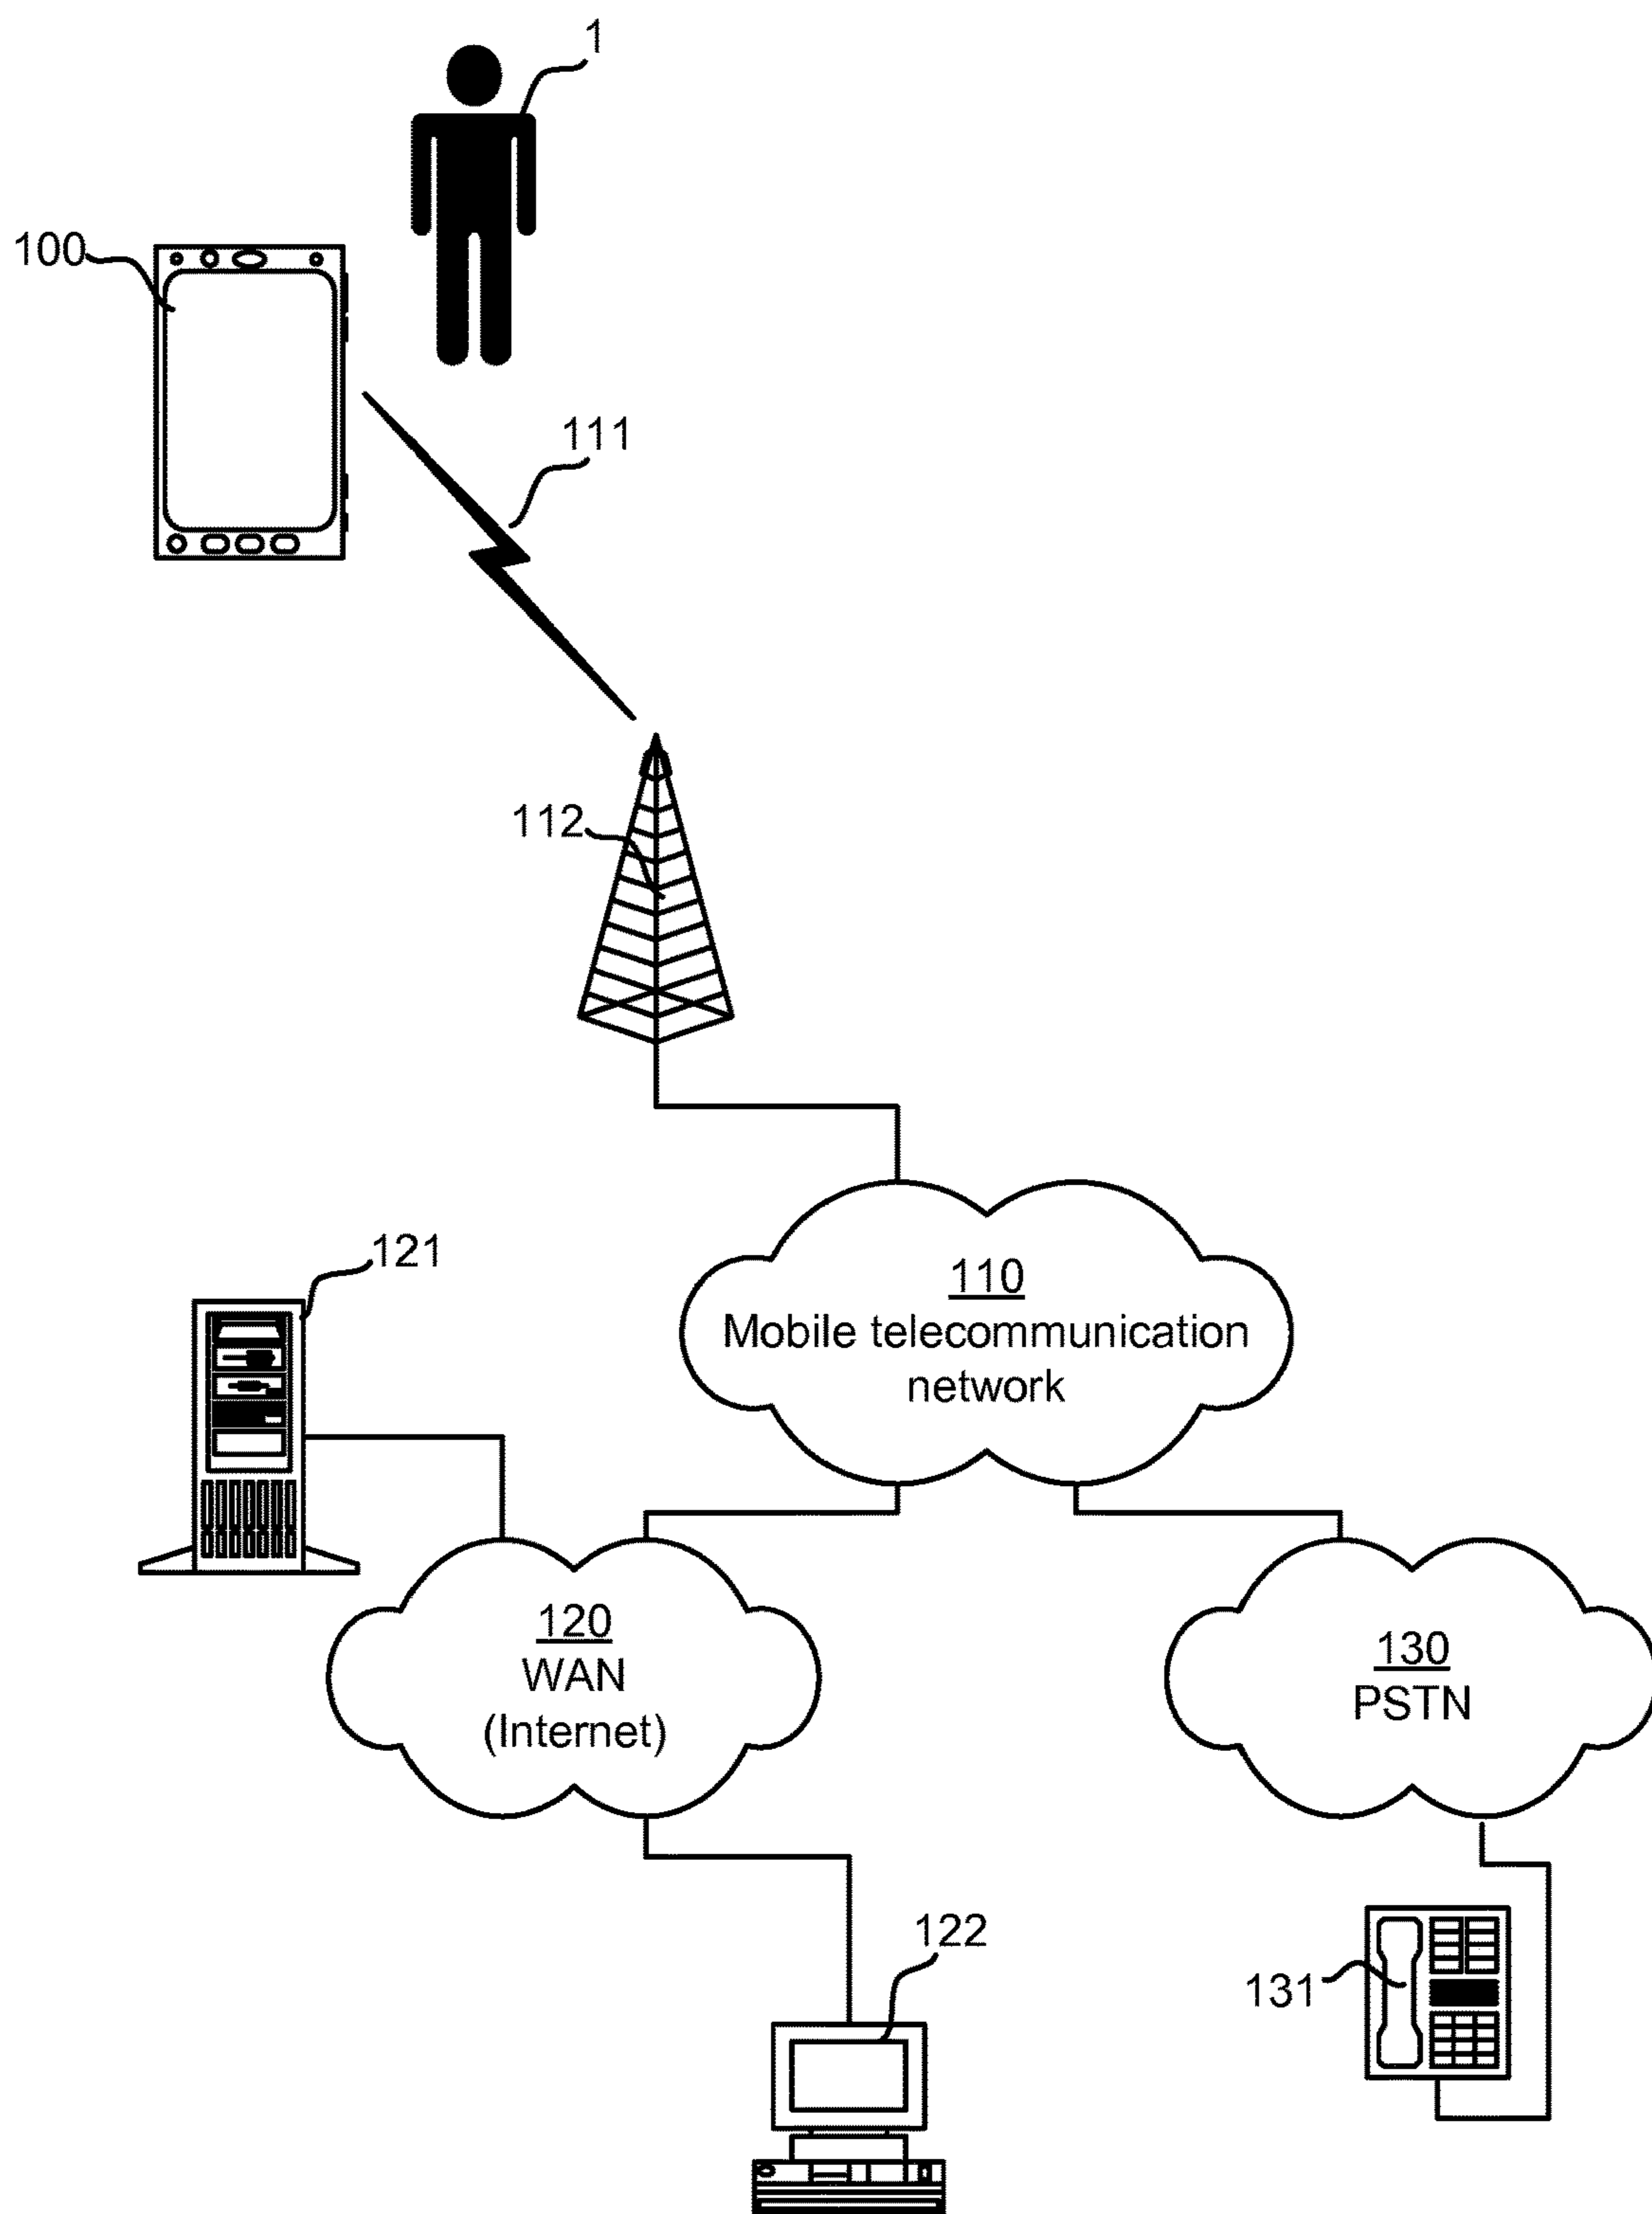 1
100
111
112
121
110
Mobile telecommunication
network
120
WAN
(Internet)
130
PSTN
122
131